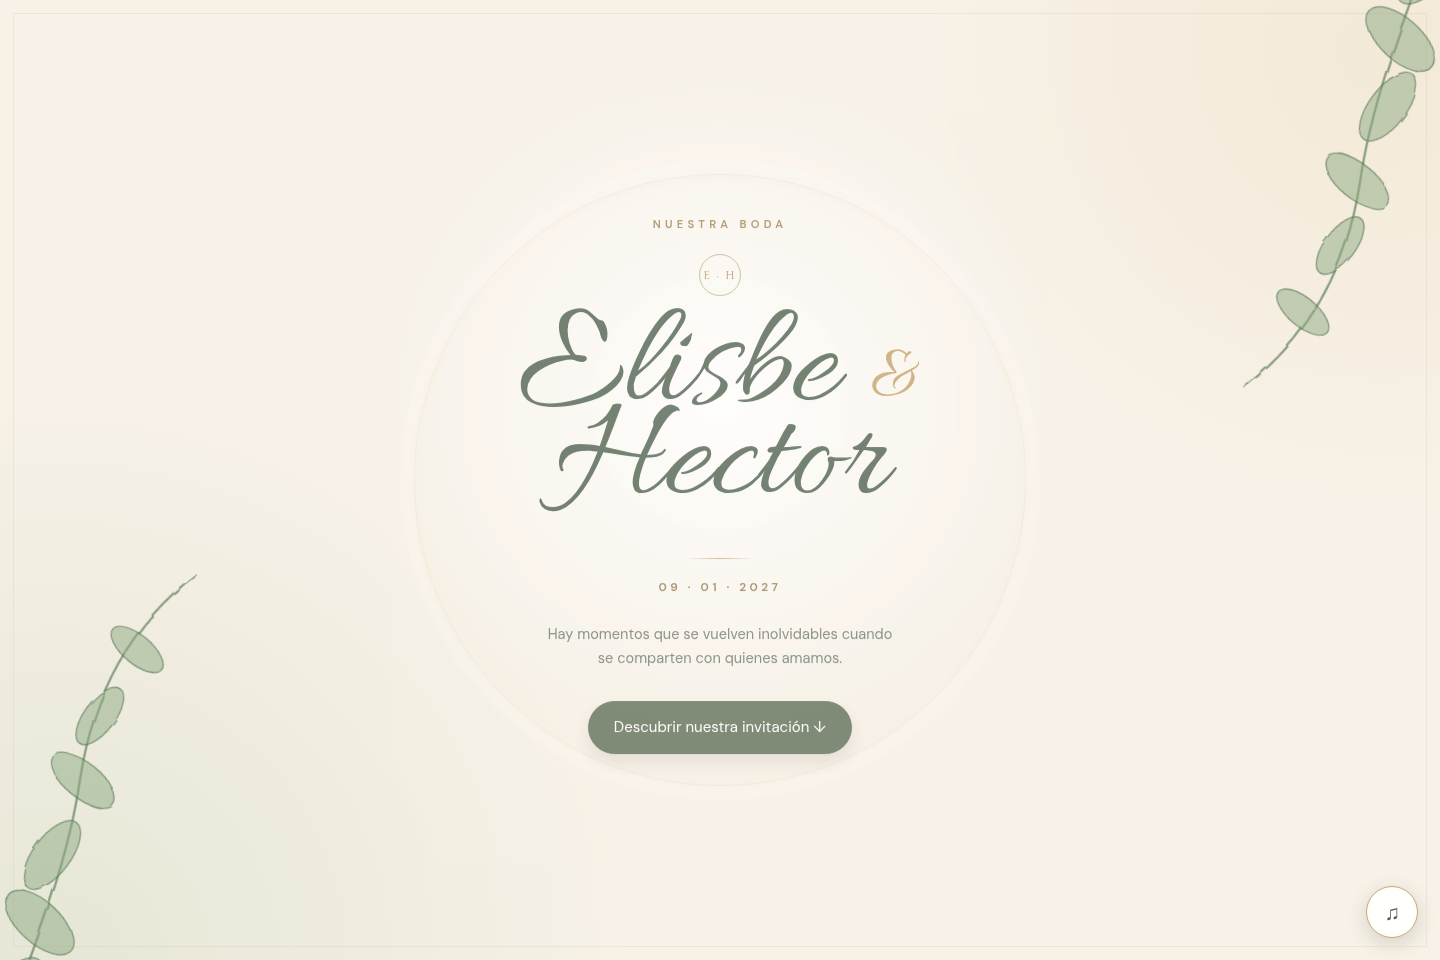 NUESTRA BODA
E · H
Elisbe &
Hector
09 · 01 · 2027
Hay momentos que se vuelven inolvidables cuando
se comparten con quienes amamos.
Descubrir nuestra invitación ↓
♫